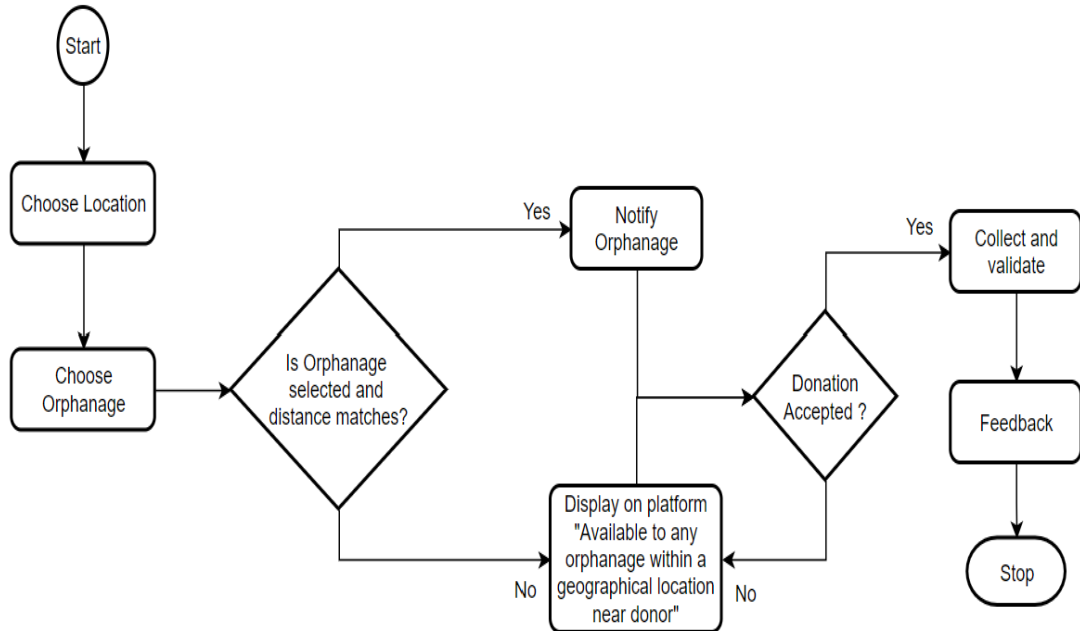 Start
Choose Location
Choose
Orphanage
Is Orphanage
selected and
distance matches?
Yes
Notify
Orphanage
No
Display on platform
"Available to any
orphanage within a
geographical location
near donor"
Donation
Accepted ?
No
Yes
Collect and
validate
Feedback
Stop